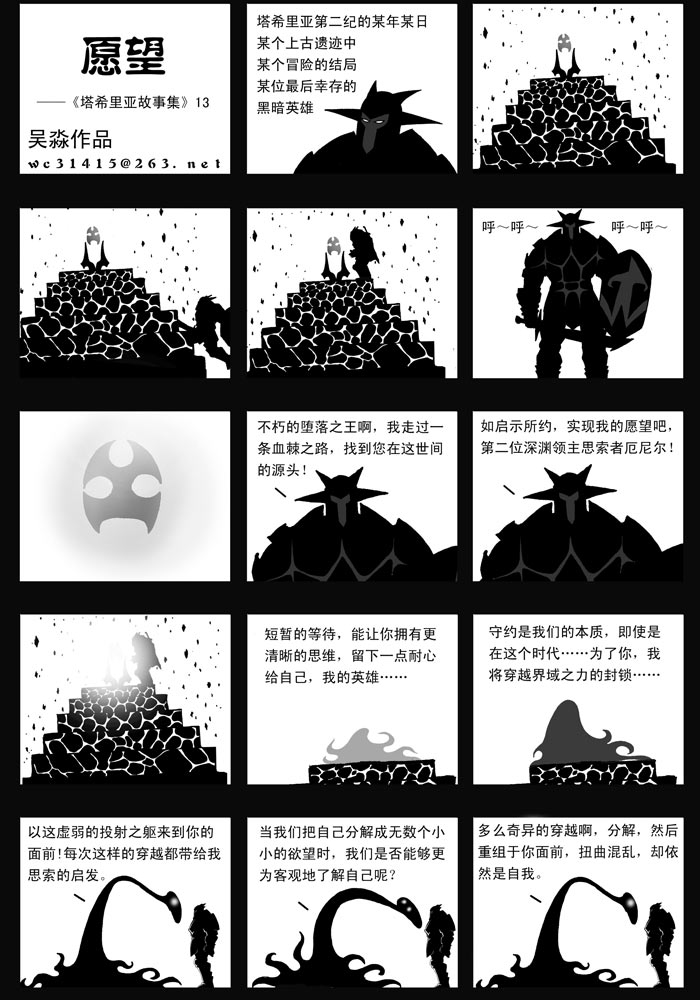 愿望
——《塔希里亚故事集》13
吴淼作品
wc31415@263.net
塔希里亚第二纪的某年某日
某个上古遗迹中
某个冒险的结局
某位最后幸存的
黑暗英雄
呼～呼～
呼～呼～
不朽的堕落之王啊，我走过一
条血棘之路，找到您在这世间
的源头！
如启示所约，实现我的愿望吧，
第二位深渊领主思索者厄尼尔！
短暂的等待，能让你拥有更
清晰的思维，留下一点耐心
给自己，我的英雄……
守约是我们的本质，即使是
在这个时代……为了你，我
将穿越界域之力的封锁……
以这虚弱的投射之躯来到你的
面前！每次这样的穿越都带给我
思索的启发。
当我们把自己分解成无数个小
小的欲望时，我们是否能够更
为客观地了解自己呢？
多么奇异的穿越啊，分解，然后
重组于你面前，扭曲混乱，却依
然是自我。